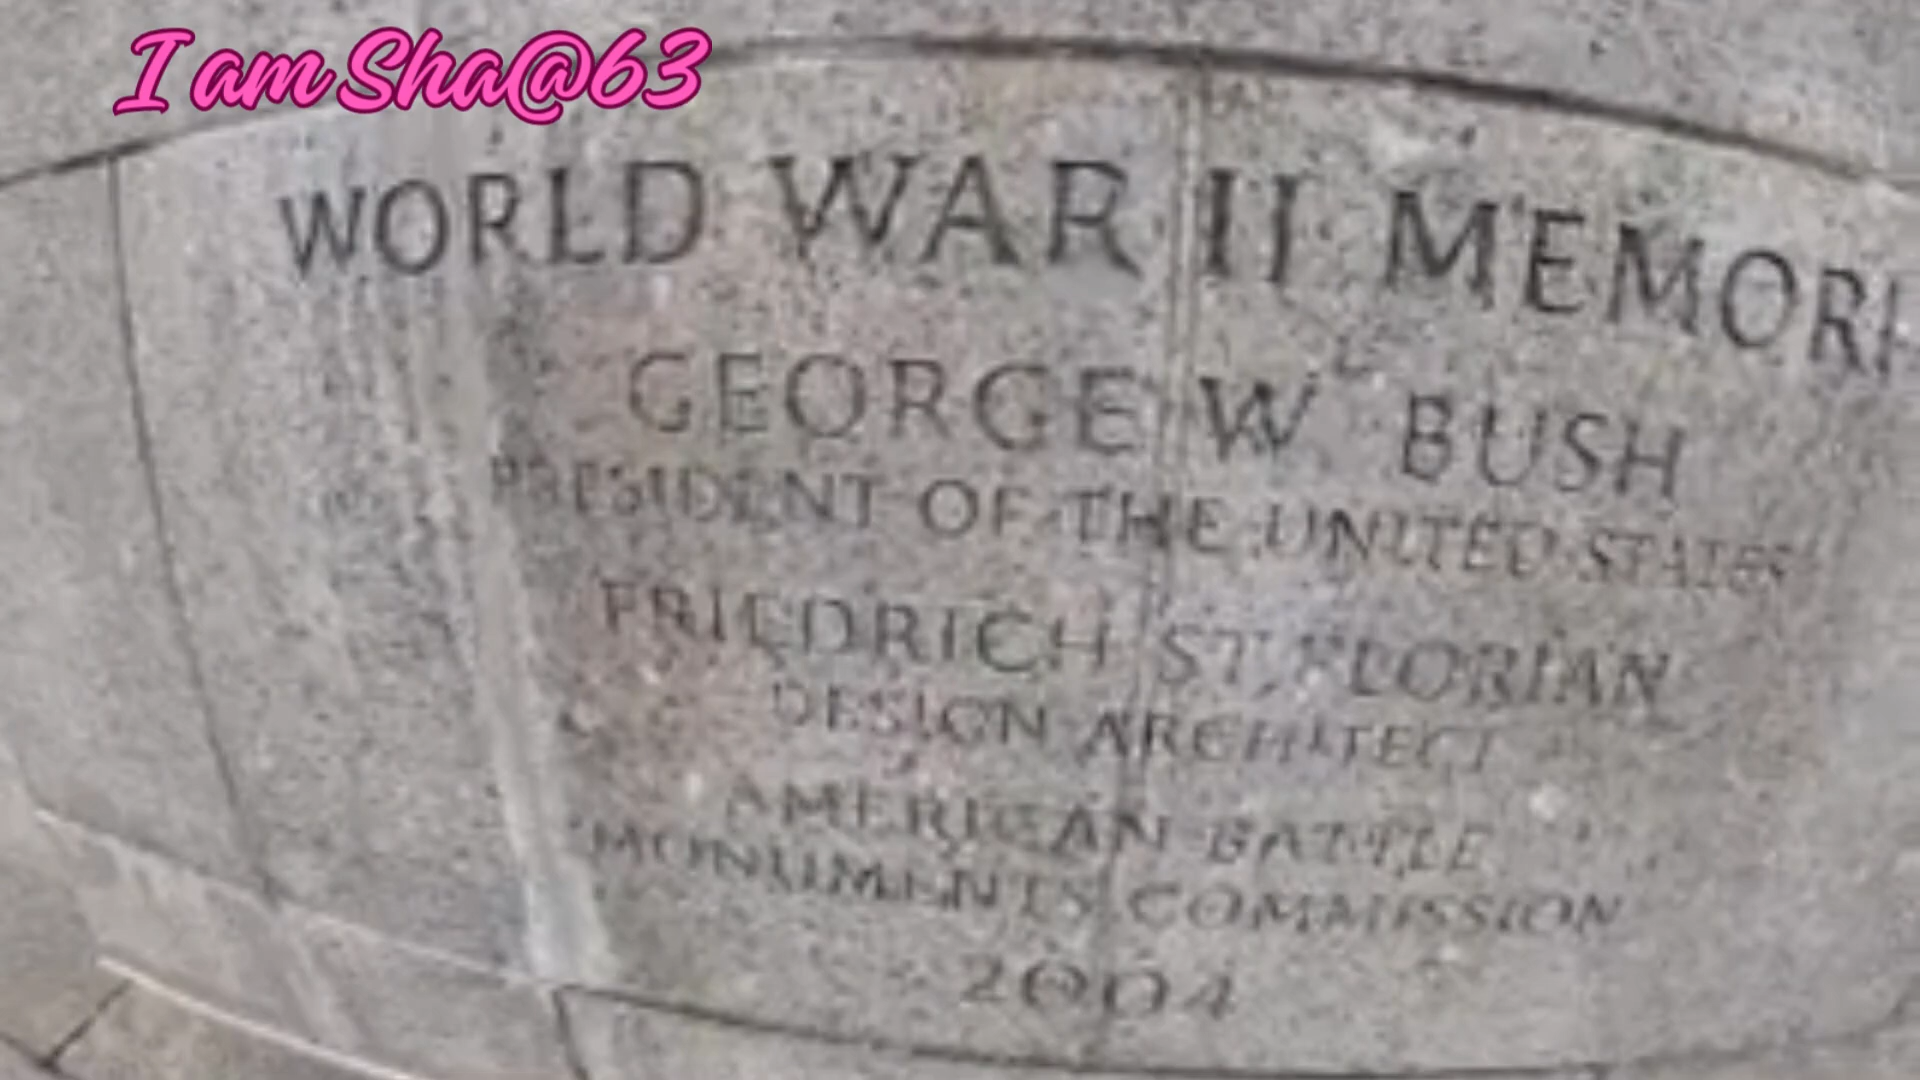 I am Sha@63
WORLD WAR II MEMORI
GEORGE W BUSH
PRESIDENT OF THE UNITED STATES
FRIEDRICH ST. FLORIAN
DESIGN ARCHITECT
AMERICAN BATTLE
MONUMENTS COMMISSION
2004